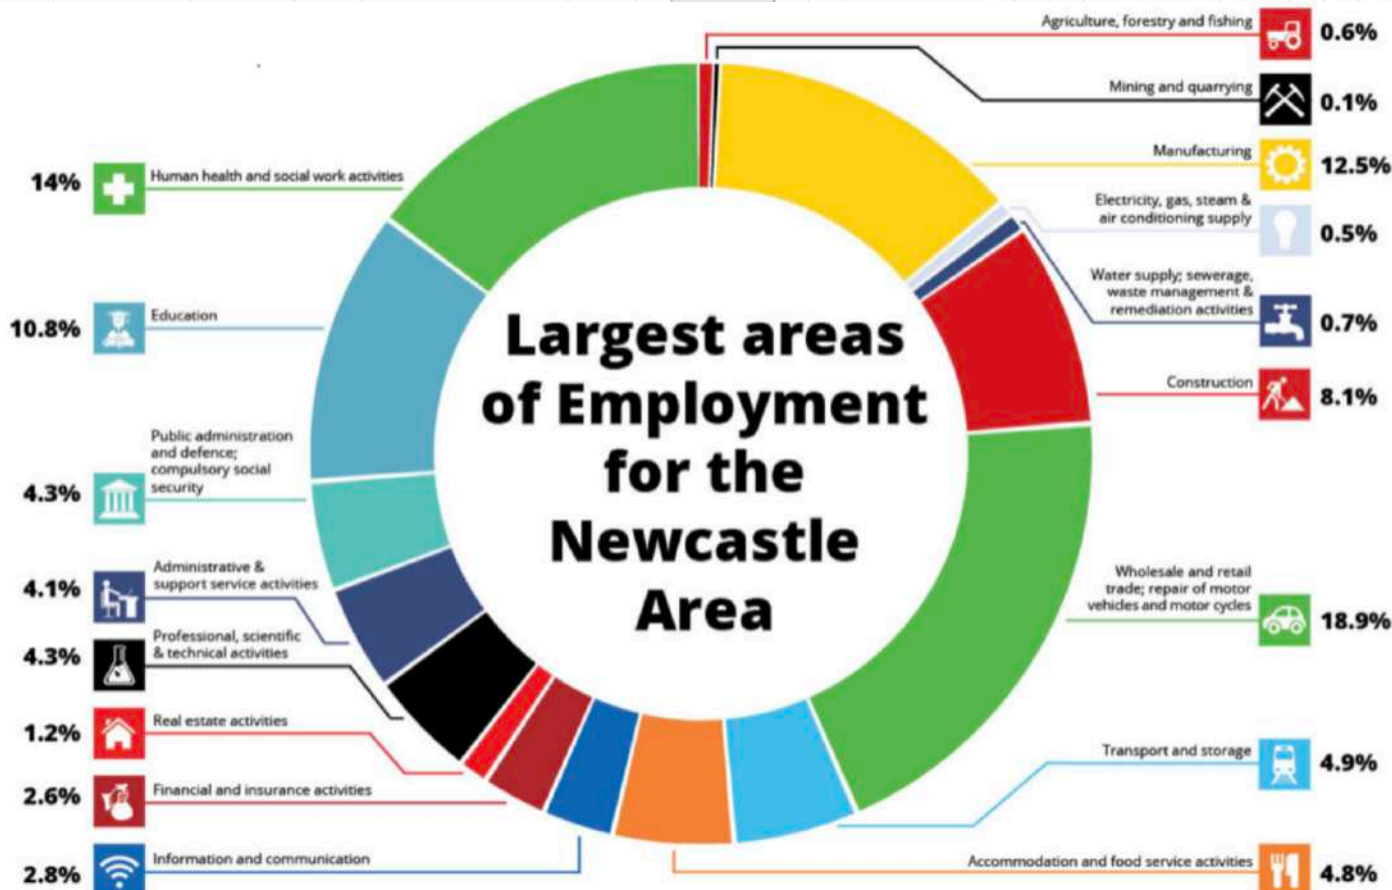 Agriculture, forestry and fishing
0.6%
Mining and quarrying
0.1%
Manufacturing
12.5%
Electricity, gas, steam &
air conditioning supply
0.5%
Water supply; sewerage,
waste management &
remediation activities
0.7%
Construction
8.1%
Wholesale and retail
trade; repair of motor
vehicles and motor cycles
18.9%
Transport and storage
4.9%
Accommodation and food service activities
4.8%
Information and communication
2.8%
Financial and insurance activities
2.6%
Real estate activities
1.2%
Professional, scientific
& technical activities
4.3%
Administrative &
support service activities
4.1%
Public administration
and defence;
compulsory social
security
4.3%
Education
10.8%
Human health and social work activities
14%
Largest areas
of Employment
for the
Newcastle
Area